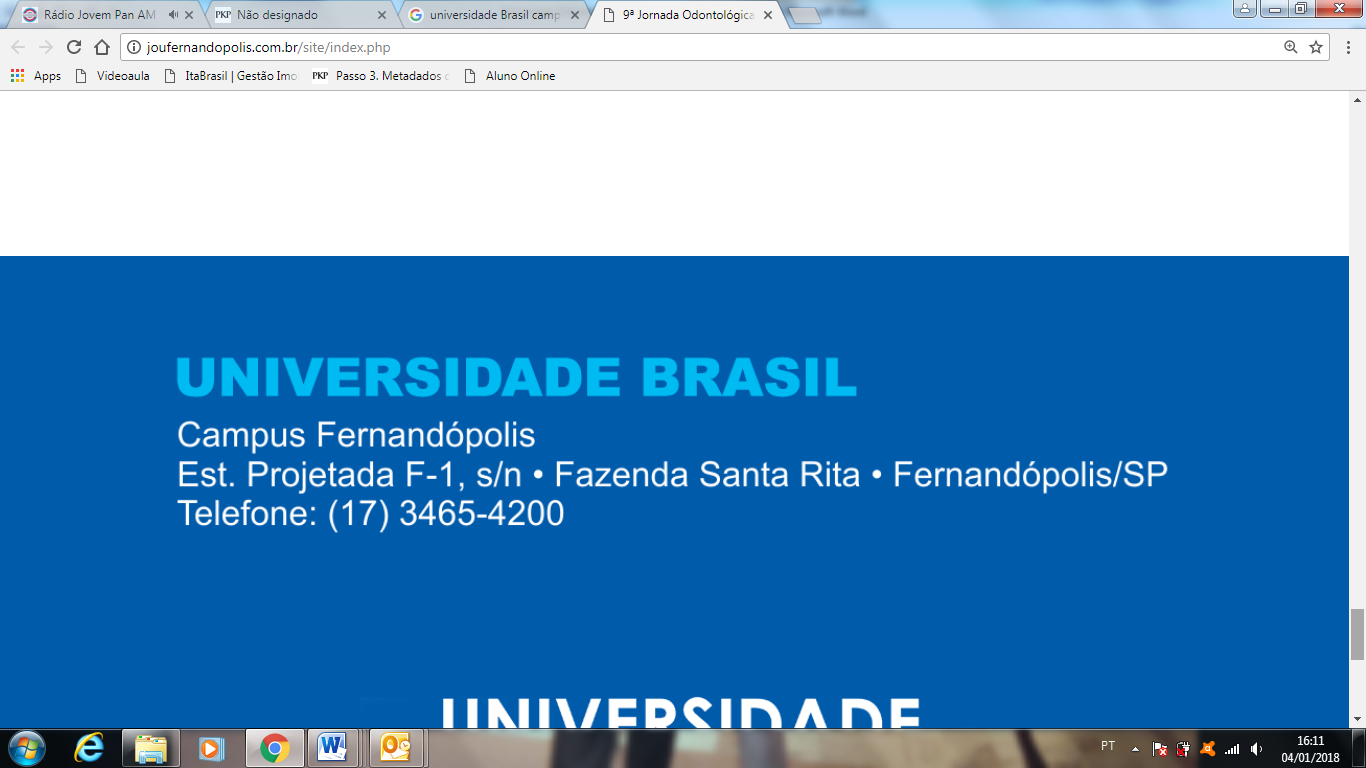 Rádio Jovem Pan AM
Não designado
universidade Brasil camp
9ª Jornada Odontológica
joufernandopolis.com.br/site/index.php
Apps
Videoaula
ItaBrasil | Gestão Imo
PKP
Passo 3. Metadados
Aluno Online
UNIVERSIDADE BRASIL
Campus Fernandópolis
Est. Projetada F-1, s/n • Fazenda Santa Rita • Fernandópolis/SP
Telefone: (17) 3465-4200
UNIVERSIDADE
PT
16:11
04/01/2018